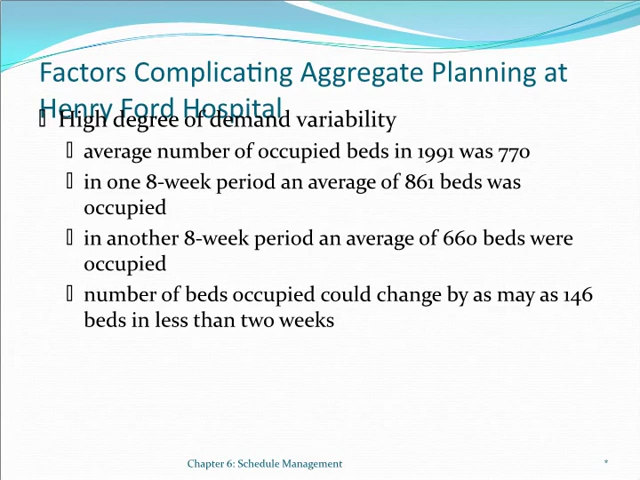 Factors Complicating Aggregate Planning at
Henry Ford Hospital
High degree of demand variability
average number of occupied beds in 1991 was 770
in one 8-week period an average of 861 beds was
occupied
in another 8-week period an average of 660 beds were
occupied
number of beds occupied could change by as may as 146
beds in less than two weeks
Chapter 6: Schedule Management
*